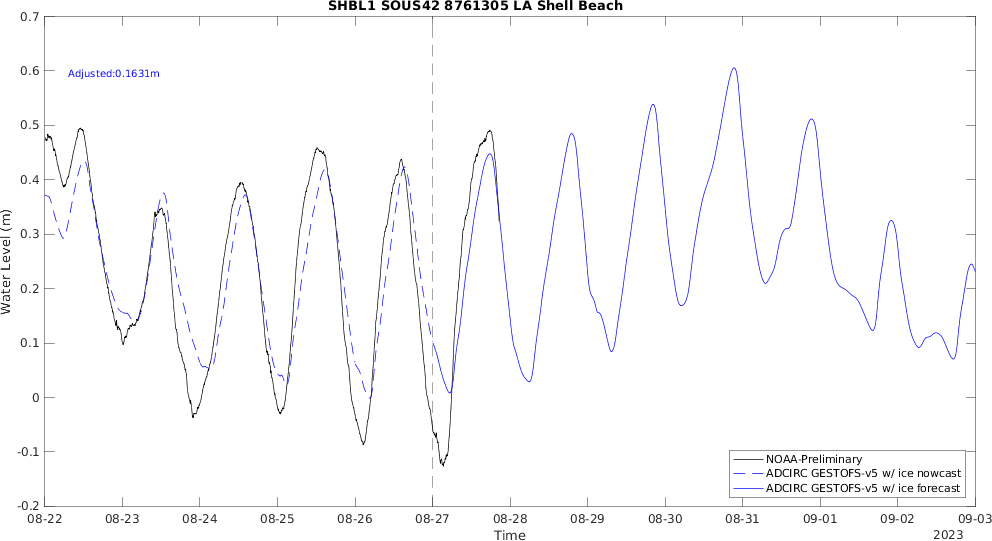 SHBL1 SOUS42 8761305 LA Shell Beach
Adjusted:0.1631m
Water Level (m)
0.7
0.6
0.5
0.4
0.3
0.2
0.1
0
-0.1
-0.2
NOAA-Preliminary
ADCIRC GESTOFS-v5 w/ ice nowcast
ADCIRC GESTOFS-v5 w/ ice forecast
08-22 08-23 08-24 08-25 08-26 08-27 08-28 08-29 08-30 08-31 09-01 09-02 09-03
Time
2023